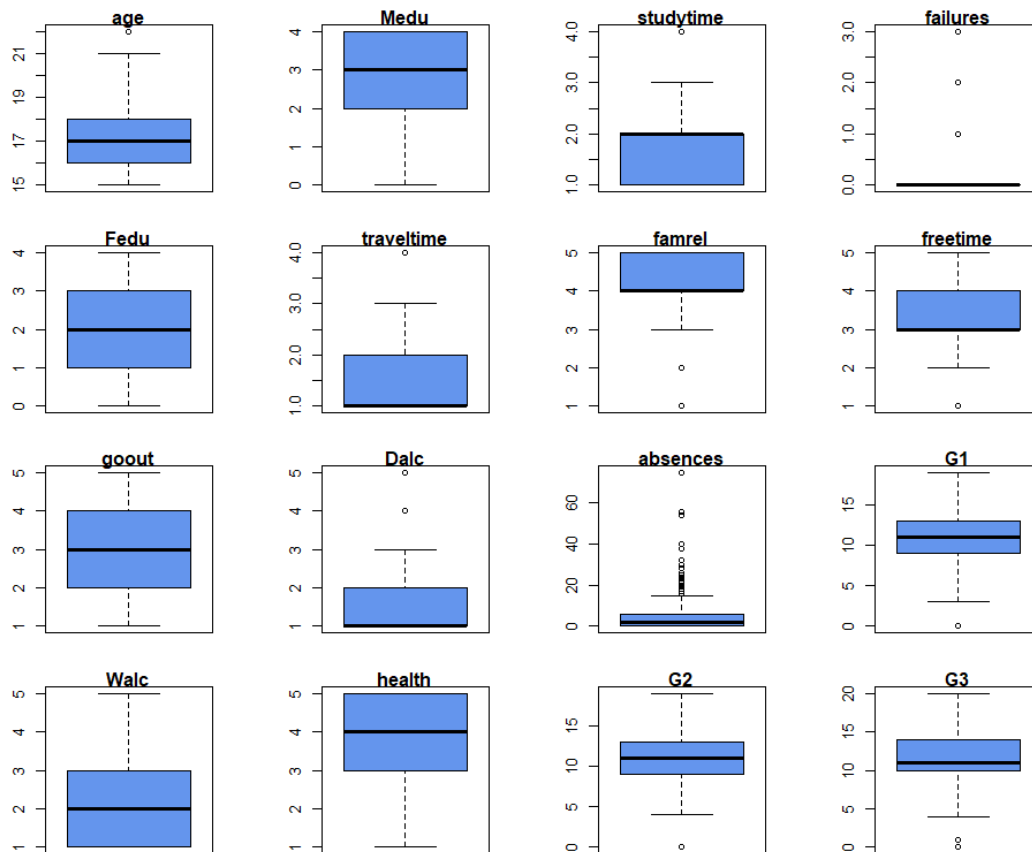 age Medu studytime failures
15 17 19 21
0 1 2 3 4
1.0 2.0 3.0 4.0
0.0 1.0 2.0 3.0
Fedu traveltime famrel freetime
0 1 2 3 4
1.0 2.0 3.0 4.0
1 2 3 4 5
1 2 3 4 5
goout Dalc absences G1
1 2 3 4 5
1 2 3 4 5
0 20 40 60
0 5 10 15
Walc health G2 G3
1 2 3 4 5
1 2 3 4 5
0 5 10 15
0 5 10 15 20